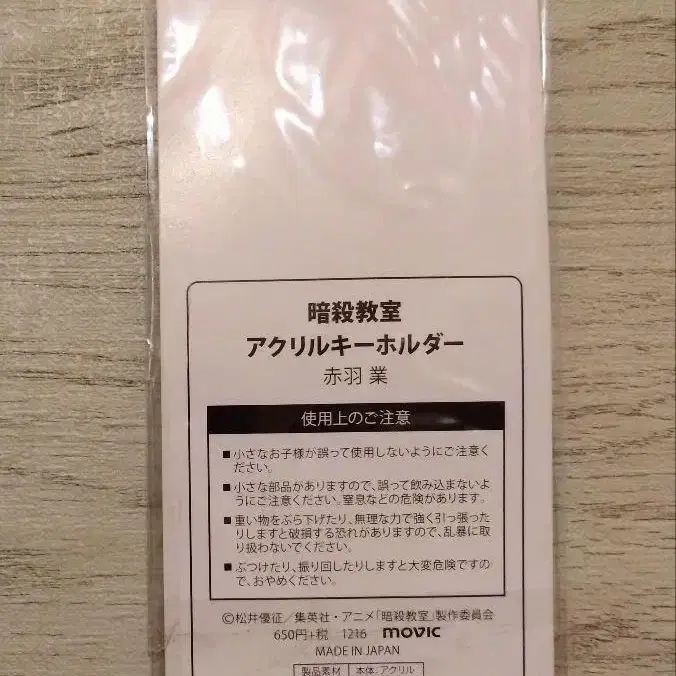 暗殺教室
アクリルキーホルダー
赤羽 業
使用上のご注意
■小さなお子様が誤って使用しないようにご注意く
ださい。
■小さな部品がありますので、誤って飲み込まないよ
うにご注意ください。窒息などの危険があります。
■重い物をぶら下げたり、無理な力で強く引っ張った
りしますと破損する恐れがありますので、乱暴に取
り扱わないでください。
■ぶつけたり、振り回したりしますと大変危険ですの
で、おやめください。
©松井優征／集英社・アニメ「暗殺教室」製作委員会
650円+税 1216 movic
MADE IN JAPAN
製品素材 本体:アクリル